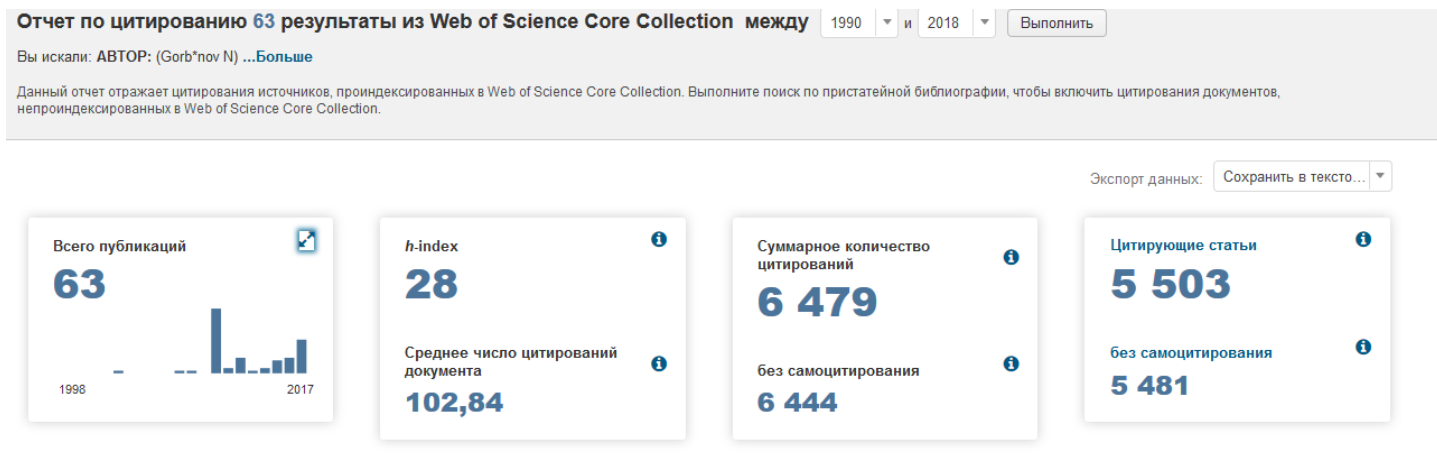 Отчет по цитированию 63 результаты из Web of Science Core Collection между 1990 и 2018 Выполнить
Вы искали: АВТОР: (Gorb*nov N) ...Больше
Данный отчет отражает цитирования источников, проиндексированных в Web of Science Core Collection. Выполните поиск по пристатейной библиографии, чтобы включить цитирования документов,
непроиндексированных в Web of Science Core Collection.
Экспорт данных: Сохранить в тексто...
Всего публикаций
63
1998 2017
h-index
28
Среднее число цитирований
документа
102,84
Суммарное количество
цитирований
6 479
без самоцитирования
6 444
Цитирующие статьи
5 503
без самоцитирования
5 481